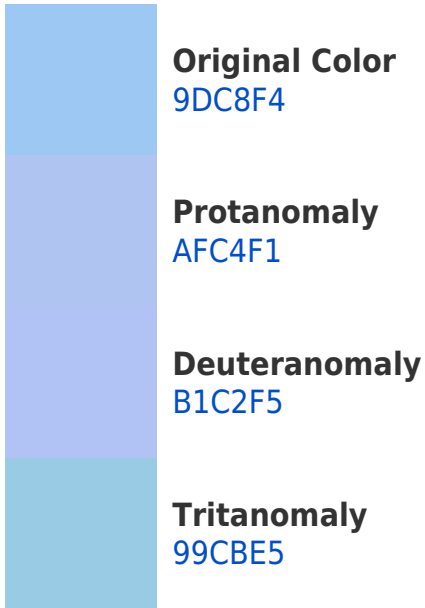 Original Color
9DC8F4
Protanomaly
AFC4F1
Deuteranomaly
B1C2F5
Tritanomaly
99CBE5